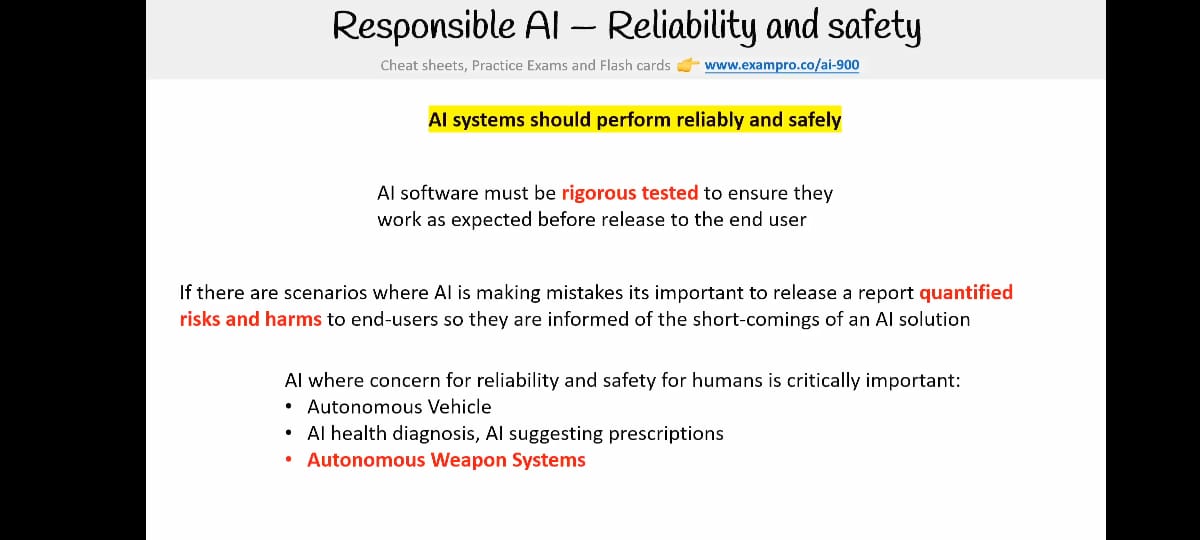 Responsible AI – Reliability and safety
Cheat sheets, Practice Exams and Flash cards 👉 www.exampro.co/ai-900
AI systems should perform reliably and safely
AI software must be rigorous tested to ensure they
work as expected before release to the end user
If there are scenarios where AI is making mistakes its important to release a report quantified
risks and harms to end-users so they are informed of the short-comings of an AI solution
AI where concern for reliability and safety for humans is critically important:
• Autonomous Vehicle
• AI health diagnosis, AI suggesting prescriptions
• Autonomous Weapon Systems